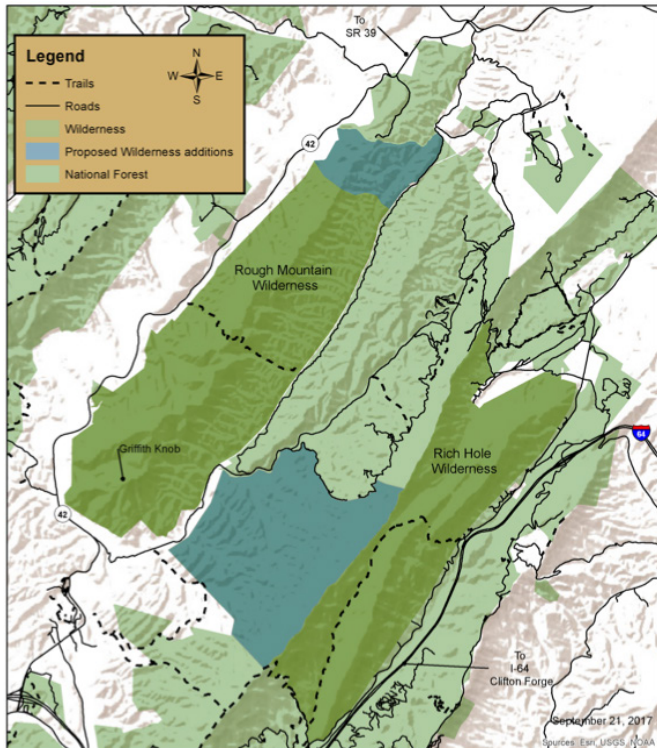 To
SR 39
Legend
N
W E
S
Trails
Roads
Wilderness
Proposed Wilderness additions
National Forest
42
Rough Mountain
Wilderness
Griffith Knob
Rich Hole
Wilderness
64
42
To
I-64
Clifton Forge
September 21, 2017
Sources: Esri, USGS, NOAA